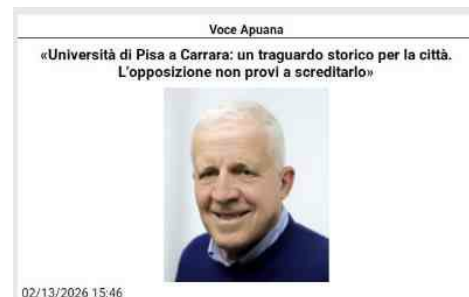 Voce Apuana
«Università di Pisa a Carrara: un traguardo storico per la città.
L'opposizione non provi a screditarlo»
02/13/2026 15:46